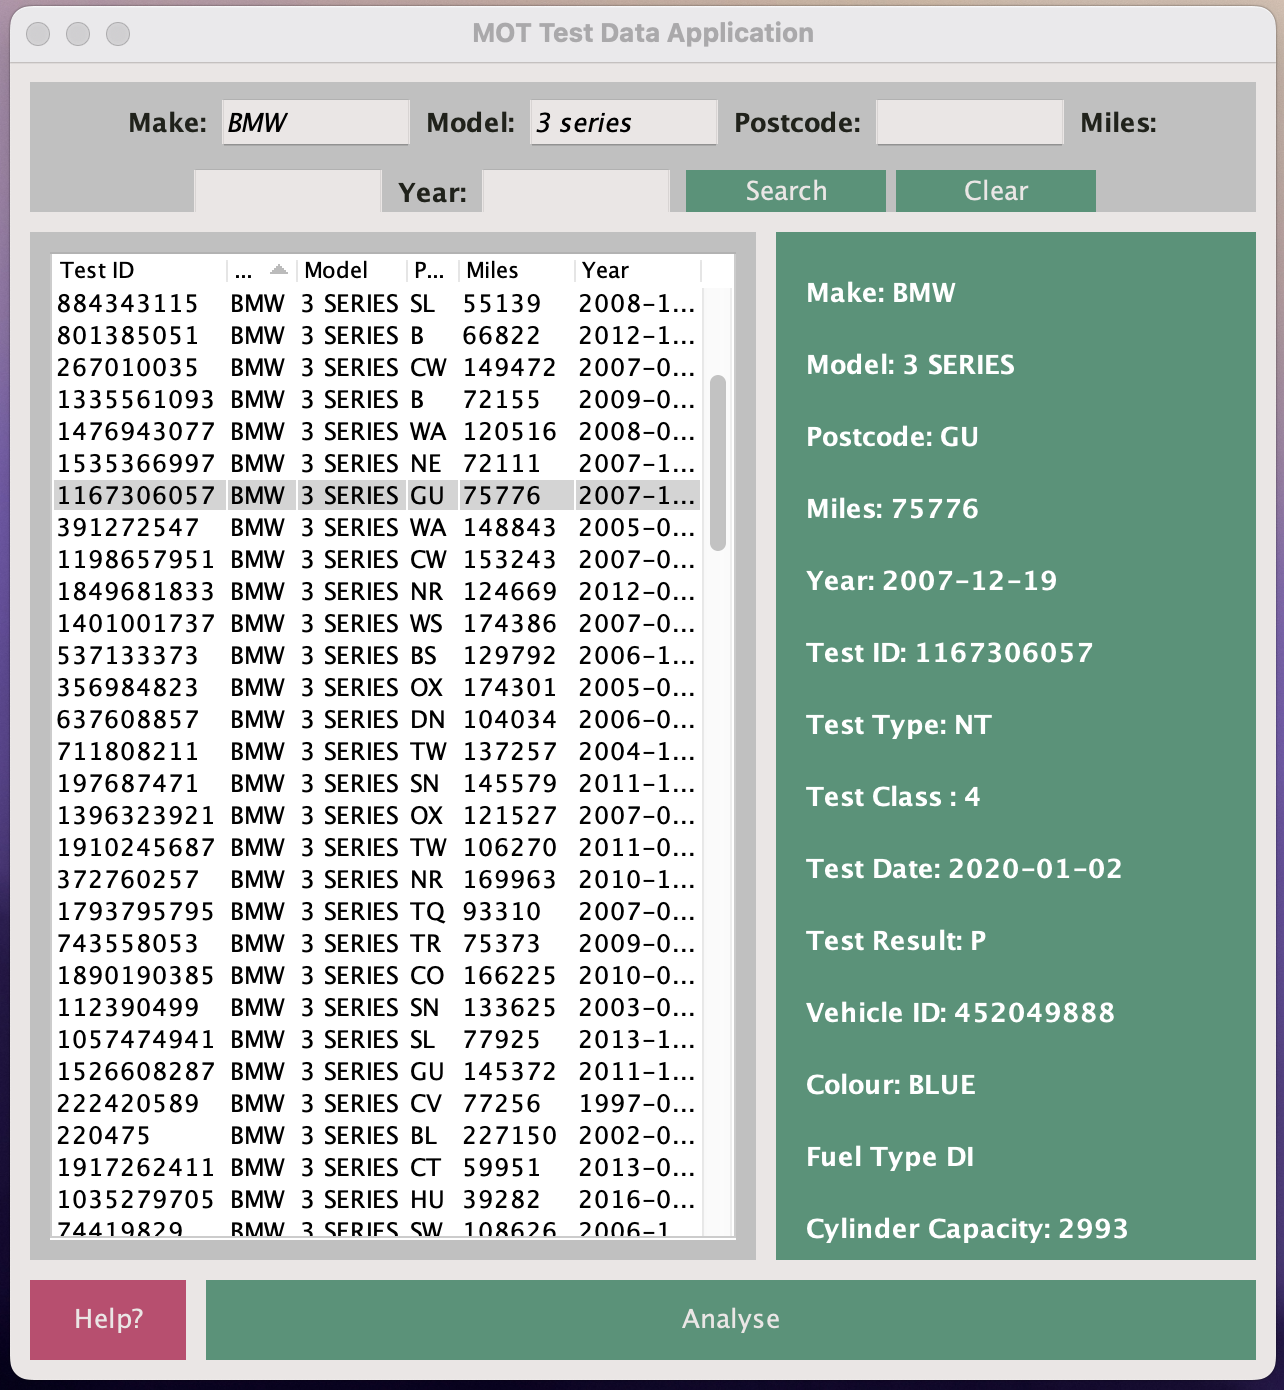 MOT Test Data Application
Make: BMW Model: 3 series Postcode: Miles:
Year: Search Clear
Test ID ... Model P... Miles Year
884343115 BMW 3 SERIES SL 55139 2008-1...
801385051 BMW 3 SERIES B 66822 2012-1...
267010035 BMW 3 SERIES CW 149472 2007-0...
1335561093 BMW 3 SERIES B 72155 2009-0...
1476943077 BMW 3 SERIES WA 120516 2008-0...
1535366997 BMW 3 SERIES NE 72111 2007-1...
1167306057 BMW 3 SERIES GU 75776 2007-1...
391272547 BMW 3 SERIES WA 148843 2005-0...
1198657951 BMW 3 SERIES CW 153243 2007-0...
1849681833 BMW 3 SERIES NR 124669 2012-0...
1401001737 BMW 3 SERIES WS 174386 2007-0...
537133373 BMW 3 SERIES BS 129792 2006-1...
356984823 BMW 3 SERIES OX 174301 2005-0...
637608857 BMW 3 SERIES DN 104034 2006-0...
711808211 BMW 3 SERIES TW 137257 2004-1...
197687471 BMW 3 SERIES SN 145579 2011-1...
1396323921 BMW 3 SERIES OX 121527 2007-0...
1910245687 BMW 3 SERIES TW 106270 2011-0...
372760257 BMW 3 SERIES NR 169963 2010-1...
1793795795 BMW 3 SERIES TQ 93310 2007-0...
743558053 BMW 3 SERIES TR 75373 2009-0...
1890190385 BMW 3 SERIES CO 166225 2010-0...
112390499 BMW 3 SERIES SN 133625 2003-0...
1057474941 BMW 3 SERIES SL 77925 2013-1...
1526608287 BMW 3 SERIES GU 145372 2011-1...
222420589 BMW 3 SERIES CV 77256 1997-0...
220475 BMW 3 SERIES BL 227150 2002-0...
1917262411 BMW 3 SERIES CT 59951 2013-0...
1035279705 BMW 3 SERIES HU 39282 2016-0...
74419829 BMW 3 SERIES SW 108626 2006-1
Make: BMW
Model: 3 SERIES
Postcode: GU
Miles: 75776
Year: 2007-12-19
Test ID: 1167306057
Test Type: NT
Test Class : 4
Test Date: 2020-01-02
Test Result: P
Vehicle ID: 452049888
Colour: BLUE
Fuel Type DI
Cylinder Capacity: 2993
Help? Analyse